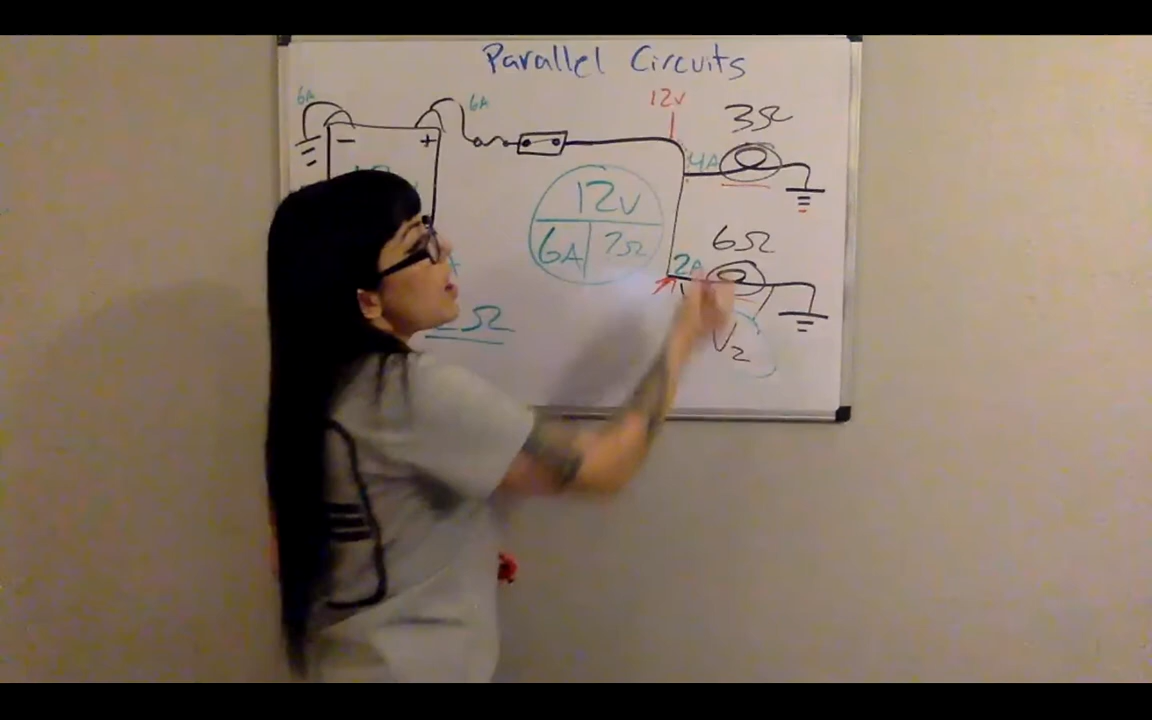 Parallel Circuits
6A
6A
12V
3Ω
- +
4A
12V
6A 2Ω
6Ω
2A
Ω
V2